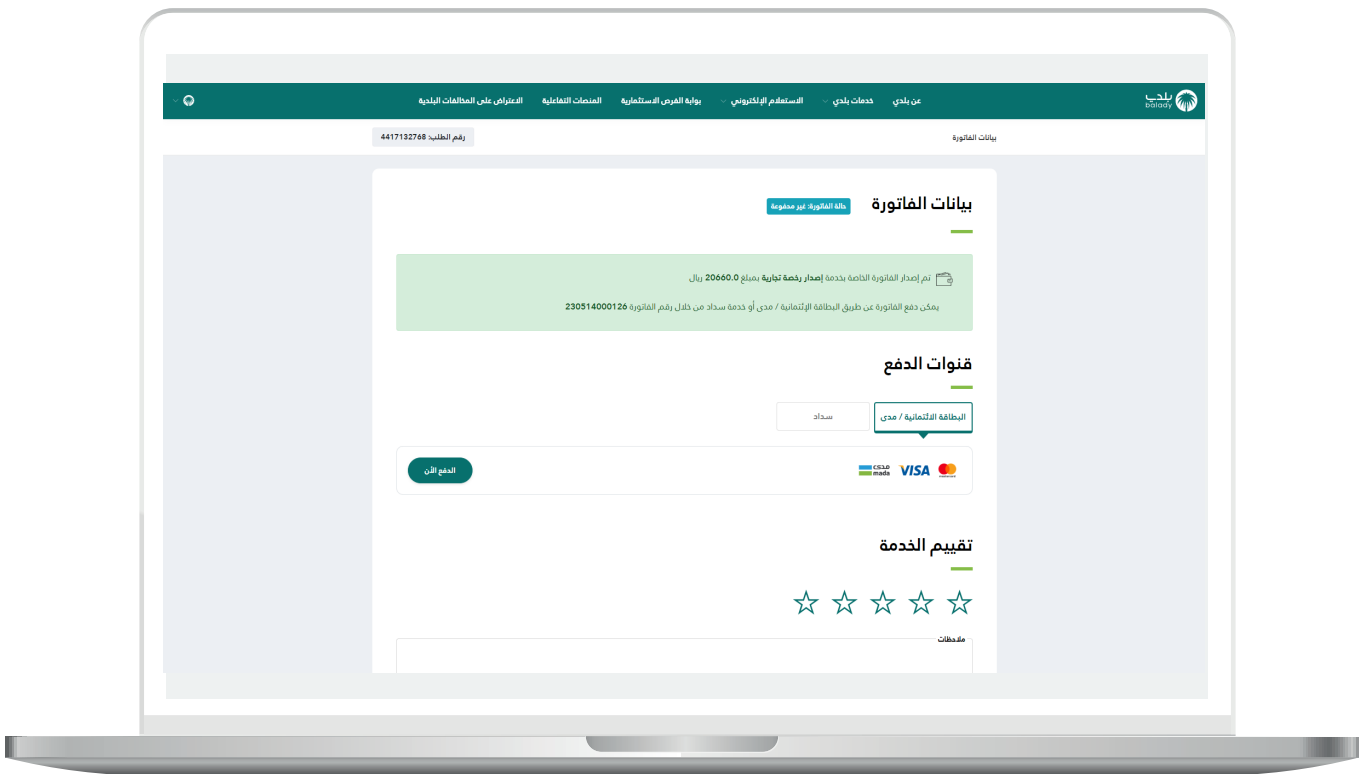 بلدي
balady
عن بلدي
خدمات بلدي
الاستعلام الإلكتروني
بوابة الفرص الاستثمارية
المنصات التفاعلية
الاعتراض على المخالفات البلدية
بيانات الفاتورة
رقم الطلب: 4417132768
بيانات الفاتورة
حالة الفاتورة: غير مدفوعة
تم إصدار الفاتورة الخاصة بخدمة إصدار رخصة تجارية بمبلغ 20660.0 ريال
يمكن دفع الفاتورة عن طريق البطاقة الإئتمانية / مدى أو خدمة سداد من خلال رقم الفاتورة 230514000126
قنوات الدفع
البطاقة الائتمانية / مدى
سداد
VISA
مدى
mada
الدفع الأن
تقييم الخدمة
ملاحظات